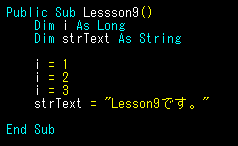 Public Sub Lessson9()
    Dim i As Long
    Dim strText As String

    i = 1
    i = 2
    i = 3
    strText = "Lesson9です。"

End Sub